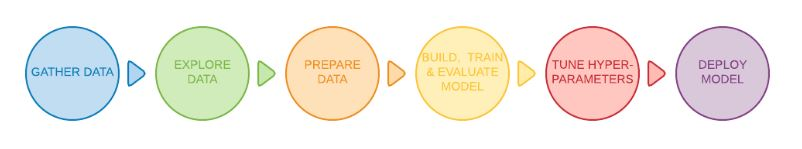 GATHER DATA
EXPLORE
DATA
PREPARE
DATA
BUILD, TRAIN
& EVALUATE
MODEL
TUNE HYPER-
PARAMETERS
DEPLOY
MODEL